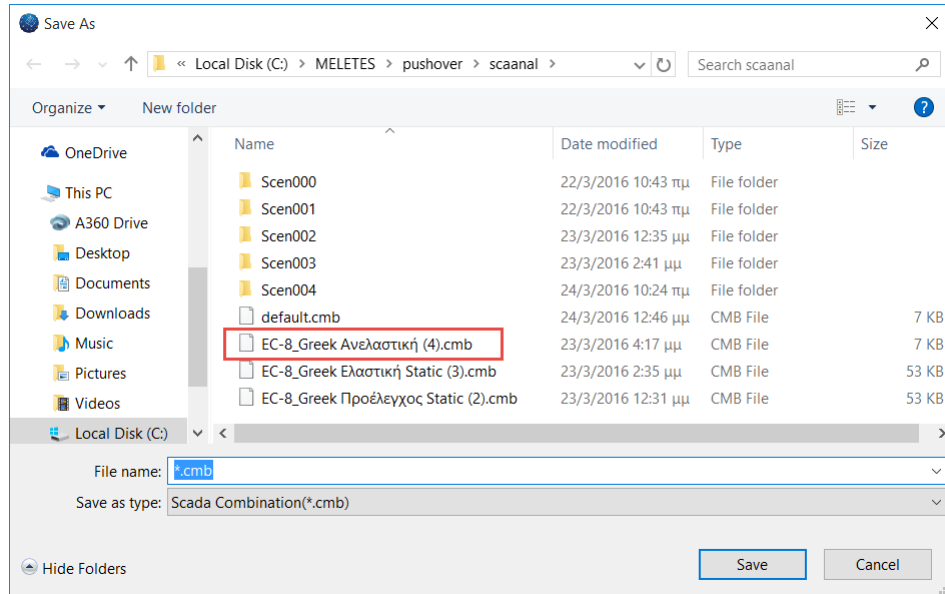 Save As
« Local Disk (C:) > MELETES > pushover > scaanal >
Search scaanal
Organize
New folder
?
Name Date modified Type Size
OneDrive
This PC
A360 Drive
Desktop
Documents
Downloads
Music
Pictures
Videos
Local Disk (C:)
Scen000 22/3/2016 10:43 πμ File folder
Scen001 22/3/2016 10:43 πμ File folder
Scen002 23/3/2016 12:35 μμ File folder
Scen003 23/3/2016 2:41 μμ File folder
Scen004 24/3/2016 10:24 πμ File folder
default.cmb 24/3/2016 12:46 μμ CMB File 7 KB
EC-8_Greek Ανελαστική (4).cmb 23/3/2016 4:17 μμ CMB File 7 KB
EC-8_Greek Ελαστική Static (3).cmb 23/3/2016 2:35 μμ CMB File 53 KB
EC-8_Greek Προέλεγχος Static (2).cmb 23/3/2016 12:31 μμ CMB File 53 KB
File name: *.cmb
Save as type: Scada Combination(*.cmb)
Hide Folders
Save
Cancel